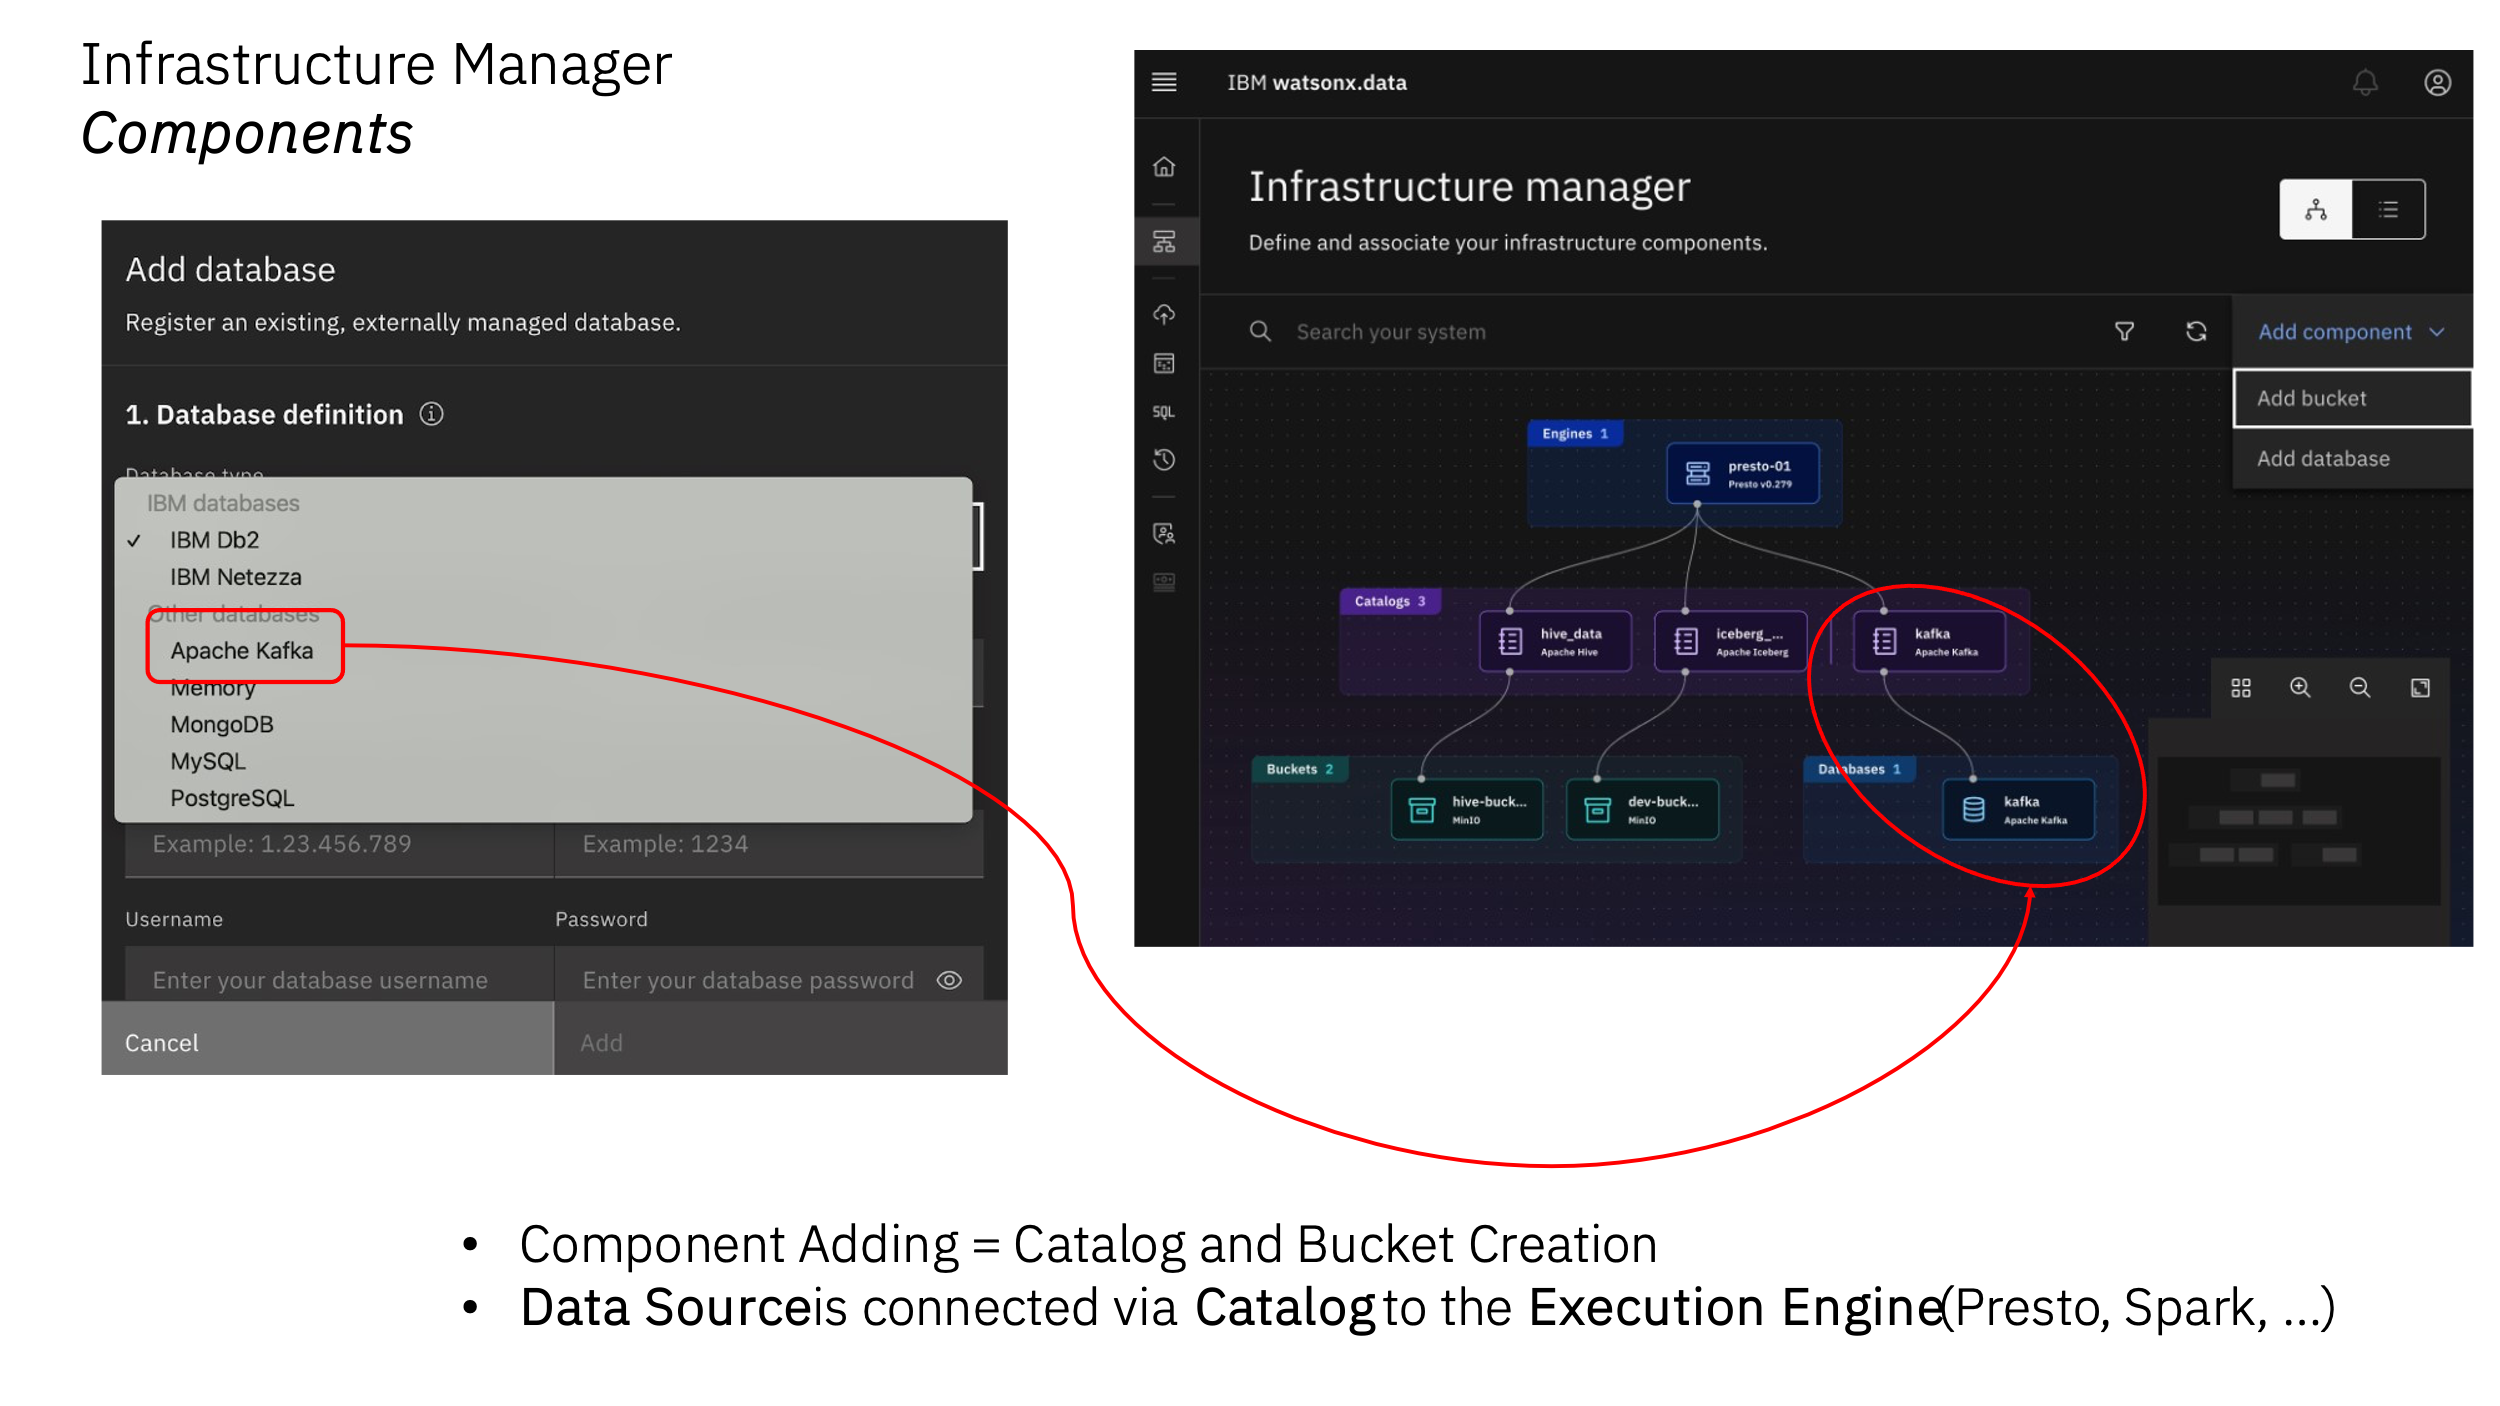 Infrastructure Manager
Components
Add database
Register an existing, externally managed database.
1. Database definition
Database type
IBM databases
✓ IBM Db2
IBM Netezza
Other databases
Apache Kafka
Memory
MongoDB
MySQL
PostgreSQL
Example: 1.23.456.789
Example: 1234
Username
Password
Enter your database username
Enter your database password
Cancel
Add
IBM watsonx.data
Infrastructure manager
Define and associate your infrastructure components.
Search your system
Add component
Add bucket
Add database
SQL
Engines 1
presto-01
Presto v0.279
Catalogs 3
hive_data
Apache Hive
iceberg_...
Apache Iceberg
kafka
Apache Kafka
Buckets 2
hive-buck...
MinIO
dev-buck...
MinIO
Databases 1
kafka
Apache Kafka
• Component Adding = Catalog and Bucket Creation
• Data Source is connected via Catalog to the Execution Engine (Presto, Spark, ...)